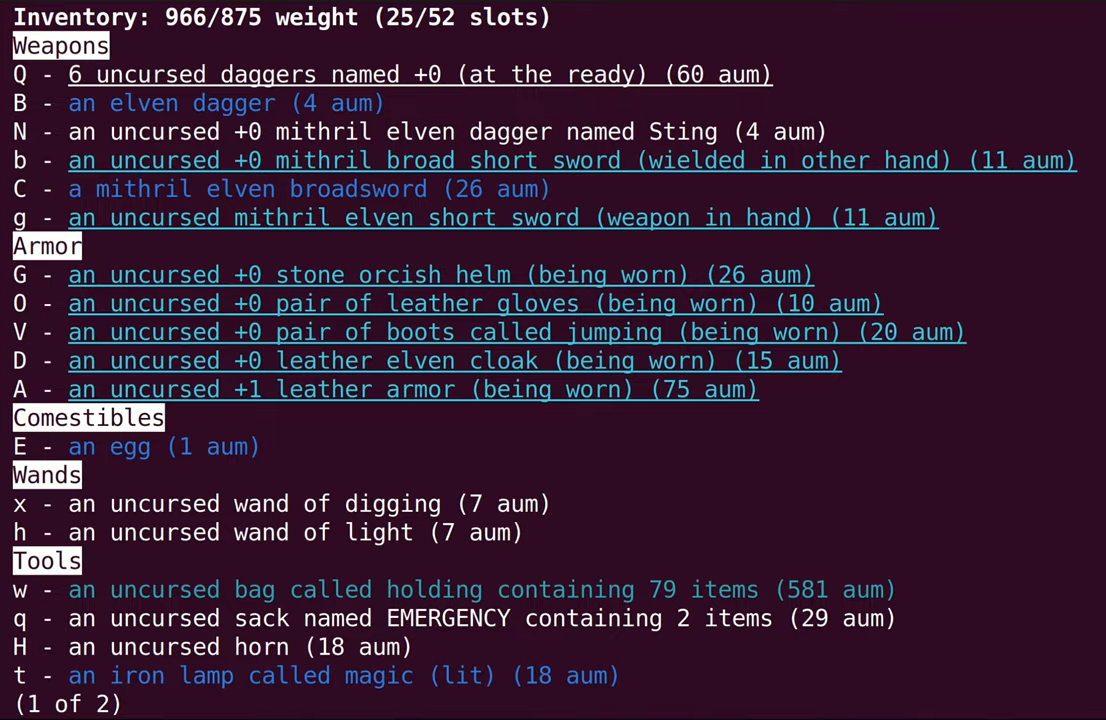 Inventory: 966/875 weight (25/52 slots)
Weapons
Q - 6 uncursed daggers named +0 (at the ready) (60 aum)
B - an elven dagger (4 aum)
N - an uncursed +0 mithril elven dagger named Sting (4 aum)
b - an uncursed +0 mithril broad short sword (wielded in other hand) (11 aum)
C - a mithril elven broadsword (26 aum)
g - an uncursed mithril elven short sword (weapon in hand) (11 aum)
Armor
G - an uncursed +0 stone orcish helm (being worn) (26 aum)
O - an uncursed +0 pair of leather gloves (being worn) (10 aum)
V - an uncursed +0 pair of boots called jumping (being worn) (20 aum)
D - an uncursed +0 leather elven cloak (being worn) (15 aum)
A - an uncursed +1 leather armor (being worn) (75 aum)
Comestibles
E - an egg (1 aum)
Wands
x - an uncursed wand of digging (7 aum)
h - an uncursed wand of light (7 aum)
Tools
w - an uncursed bag called holding containing 79 items (581 aum)
q - an uncursed sack named EMERGENCY containing 2 items (29 aum)
H - an uncursed horn (18 aum)
t - an iron lamp called magic (lit) (18 aum)
(1 of 2)